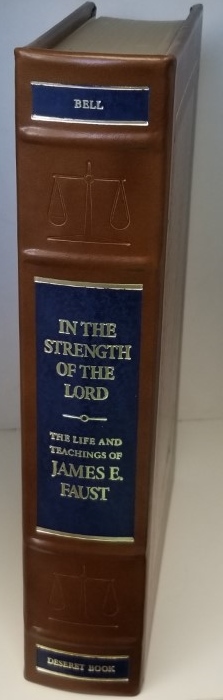 BELL
IN THE
STRENGTH
OF THE
LORD
THE LIFE AND
TEACHINGS OF
JAMES E.
FAUST
DESERET BOOK